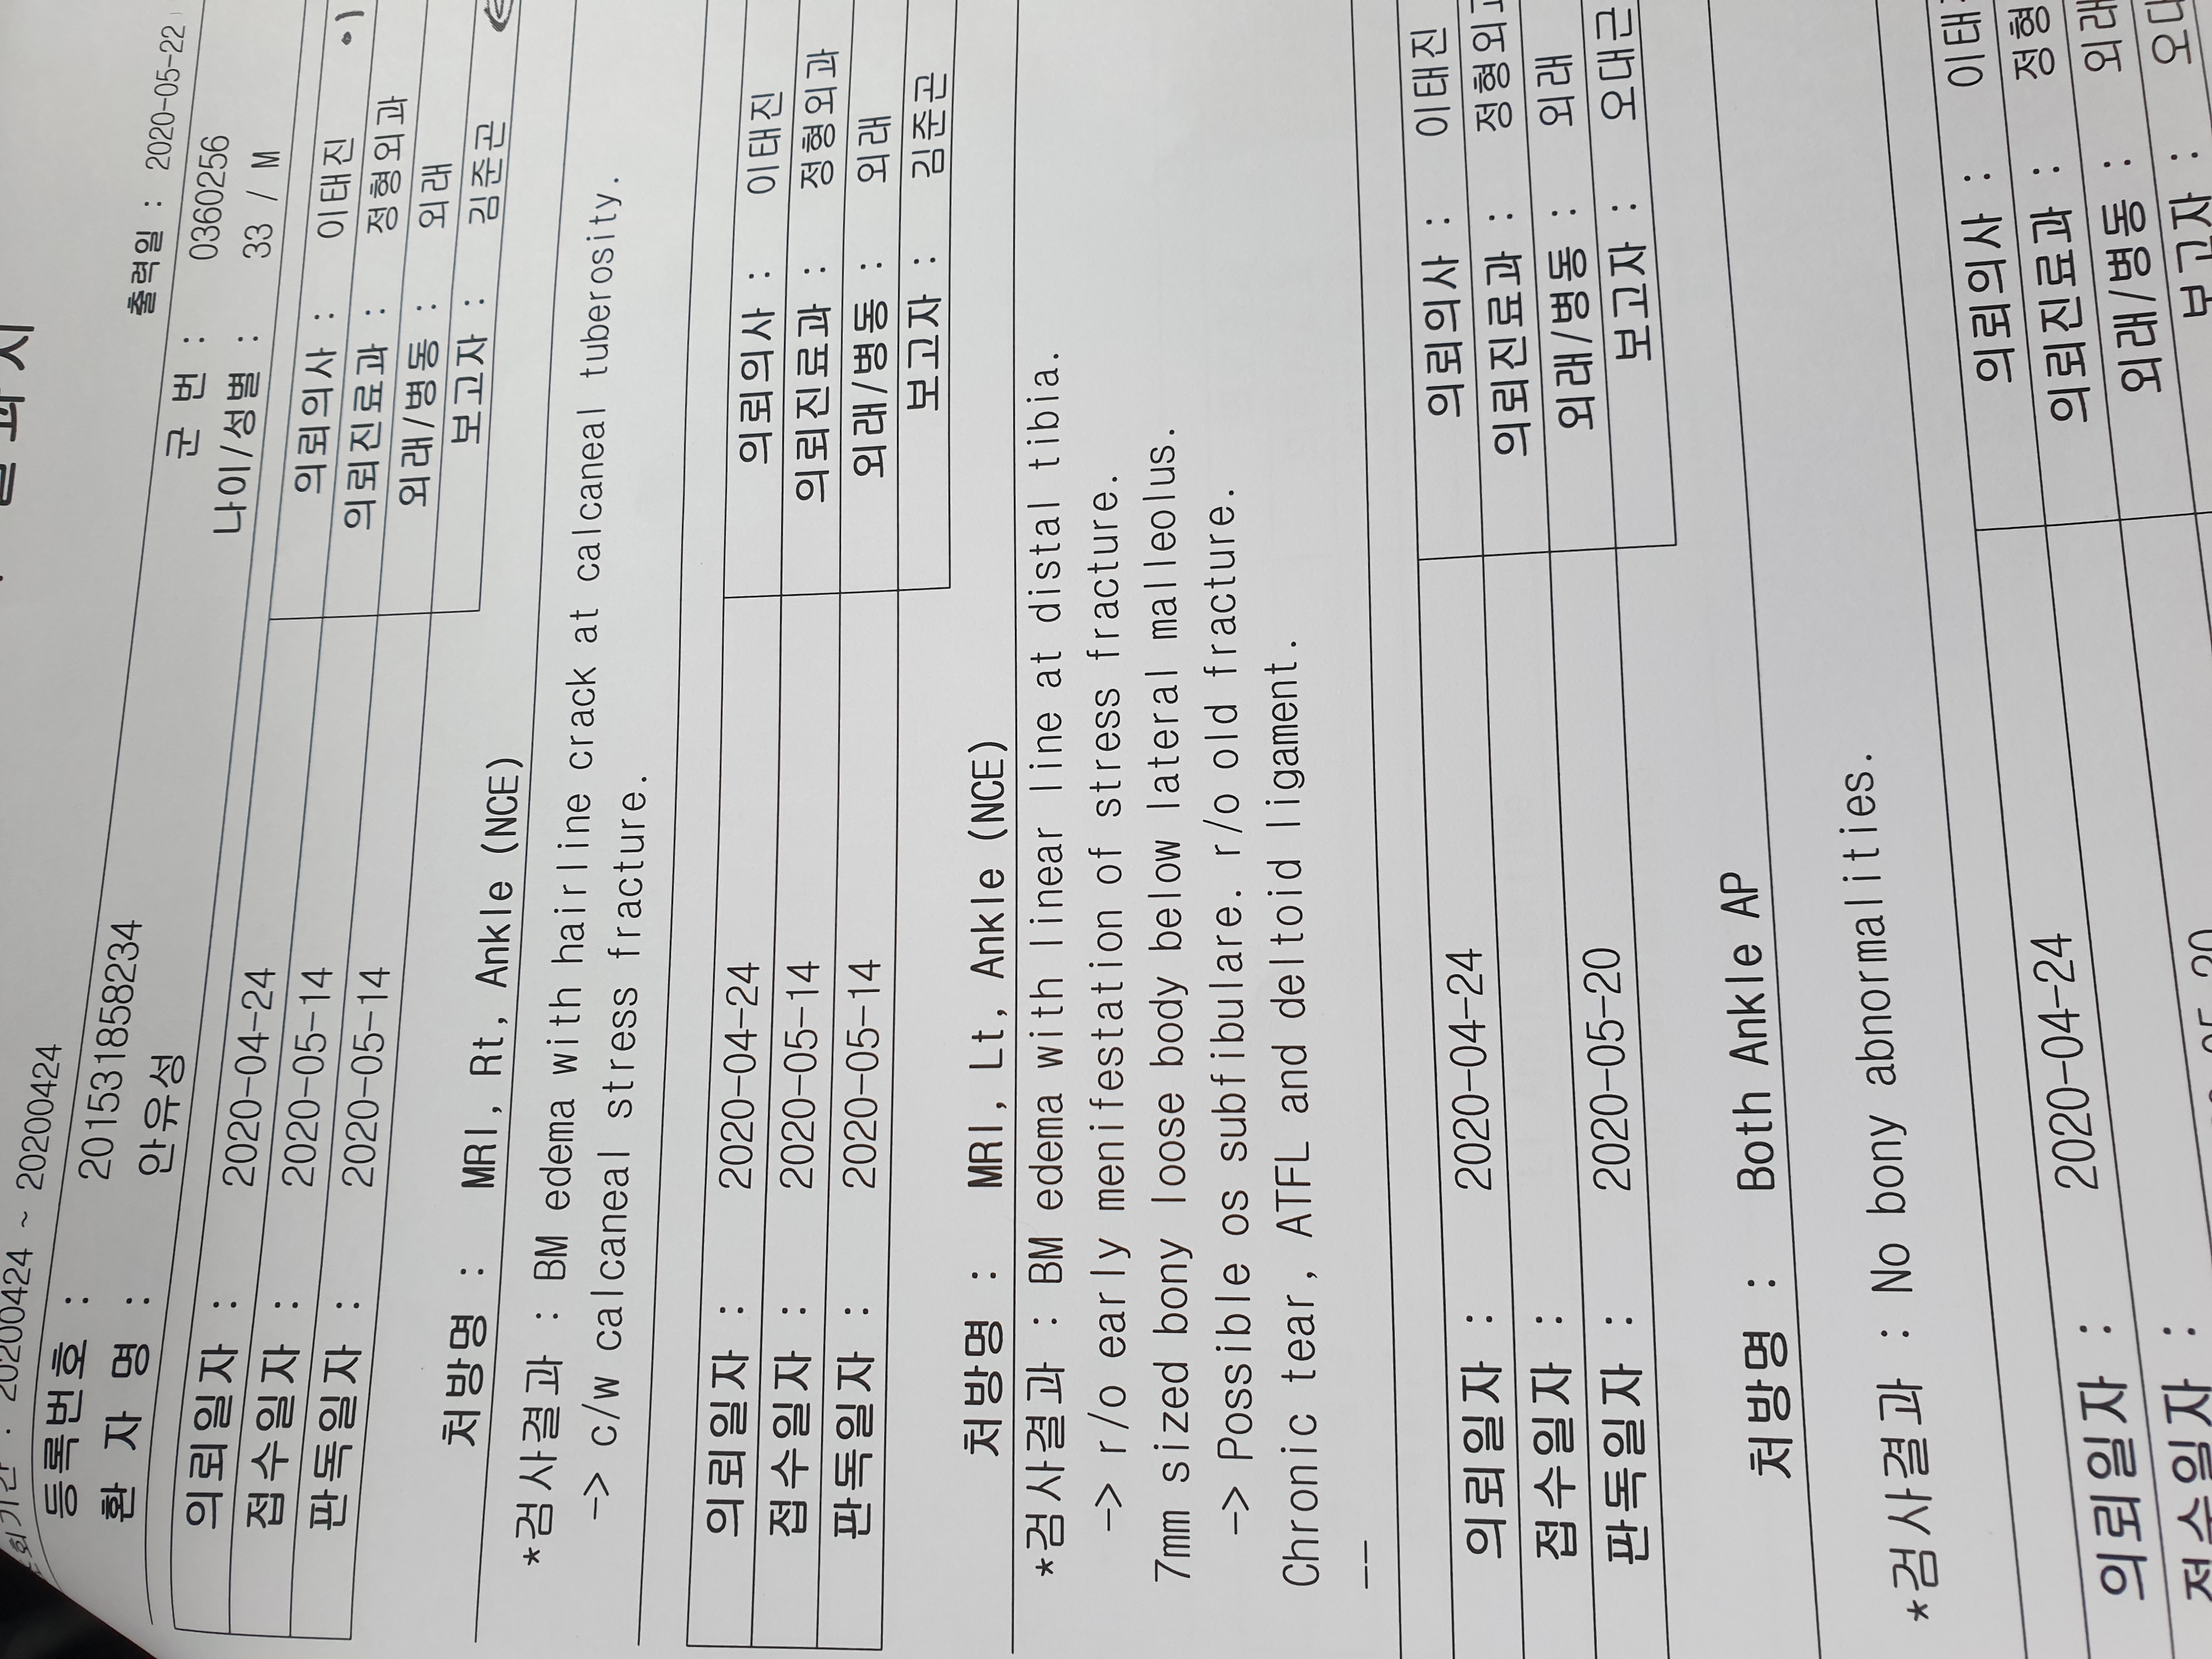 조회기간 : 20200424 ~ 20200424
출력일 : 2020-05-22
등록번호 : 201531858234
군 번 : 0360256
환 자 명 : 안유성
나이/성별 : 33 / M
의뢰일자 : 2020-04-24
의뢰의사 : 이태진
접수일자 : 2020-05-14
의뢰진료과 : 정형외과
판독일자 : 2020-05-14
외래/병동 : 외래
보고자 : 김준곤
처방명 : MRI, Rt, Ankle (NCE)
*검사결과 : BM edema with hairline crack at calcaneal tuberosity.
-> c/w calcaneal stress fracture.
의뢰일자 : 2020-04-24
의뢰의사 : 이태진
접수일자 : 2020-05-14
의뢰진료과 : 정형외과
판독일자 : 2020-05-14
외래/병동 : 외래
보고자 : 김준곤
처방명 : MRI, Lt, Ankle (NCE)
*검사결과 : BM edema with linear line at distal tibia.
-> r/o early menifestation of stress fracture.
7mm sized bony loose body below lateral malleolus.
-> Possible os subfibulare. r/o old fracture.
Chronic tear, ATFL and deltoid ligament.
--
의뢰일자 : 2020-04-24
의뢰의사 : 이태진
접수일자 :
의뢰진료과 : 정형외과
판독일자 : 2020-05-20
외래/병동 : 외래
보고자 : 오대근
처방명 : Both Ankle AP
*검사결과 : No bony abnormalities.
의뢰일자 : 2020-04-24
의뢰의사 : 이태
접수일자 :
의뢰진료과 : 정형
외래/병동 : 외래
보고자 :